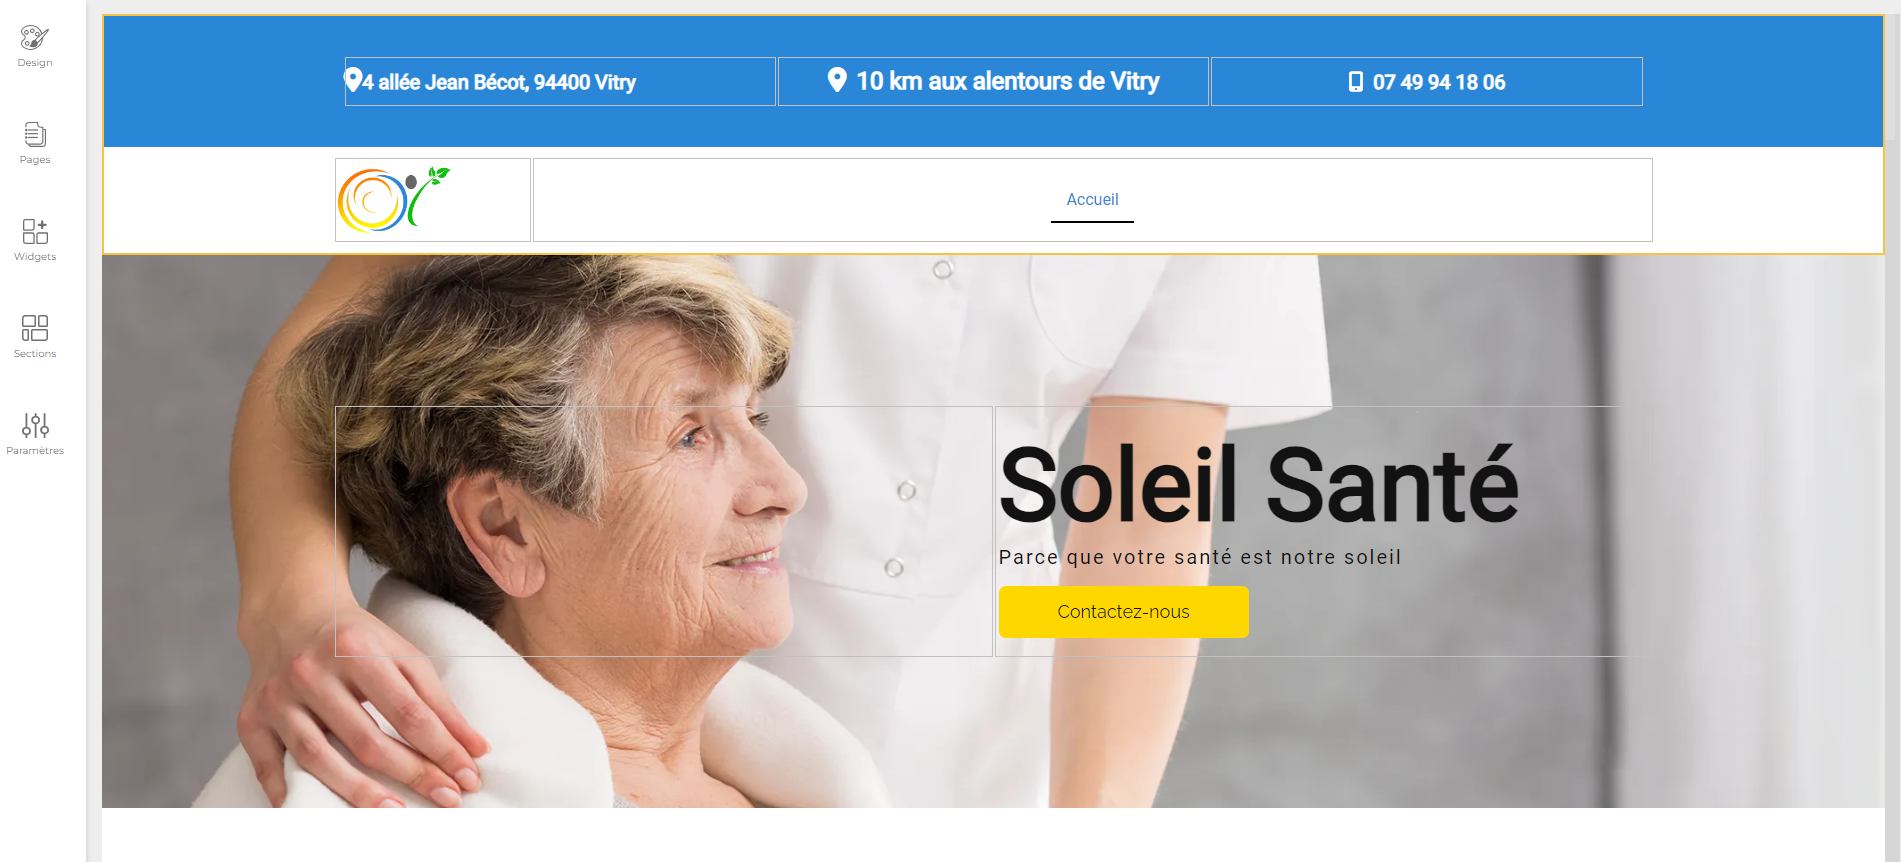 Design
Pages
Widgets
Sections
Paramètres
4 allée Jean Bécot, 94400 Vitry
10 km aux alentours de Vitry
07 49 94 18 06
Accueil
Soleil Santé
Parce que votre santé est notre soleil
Contactez-nous